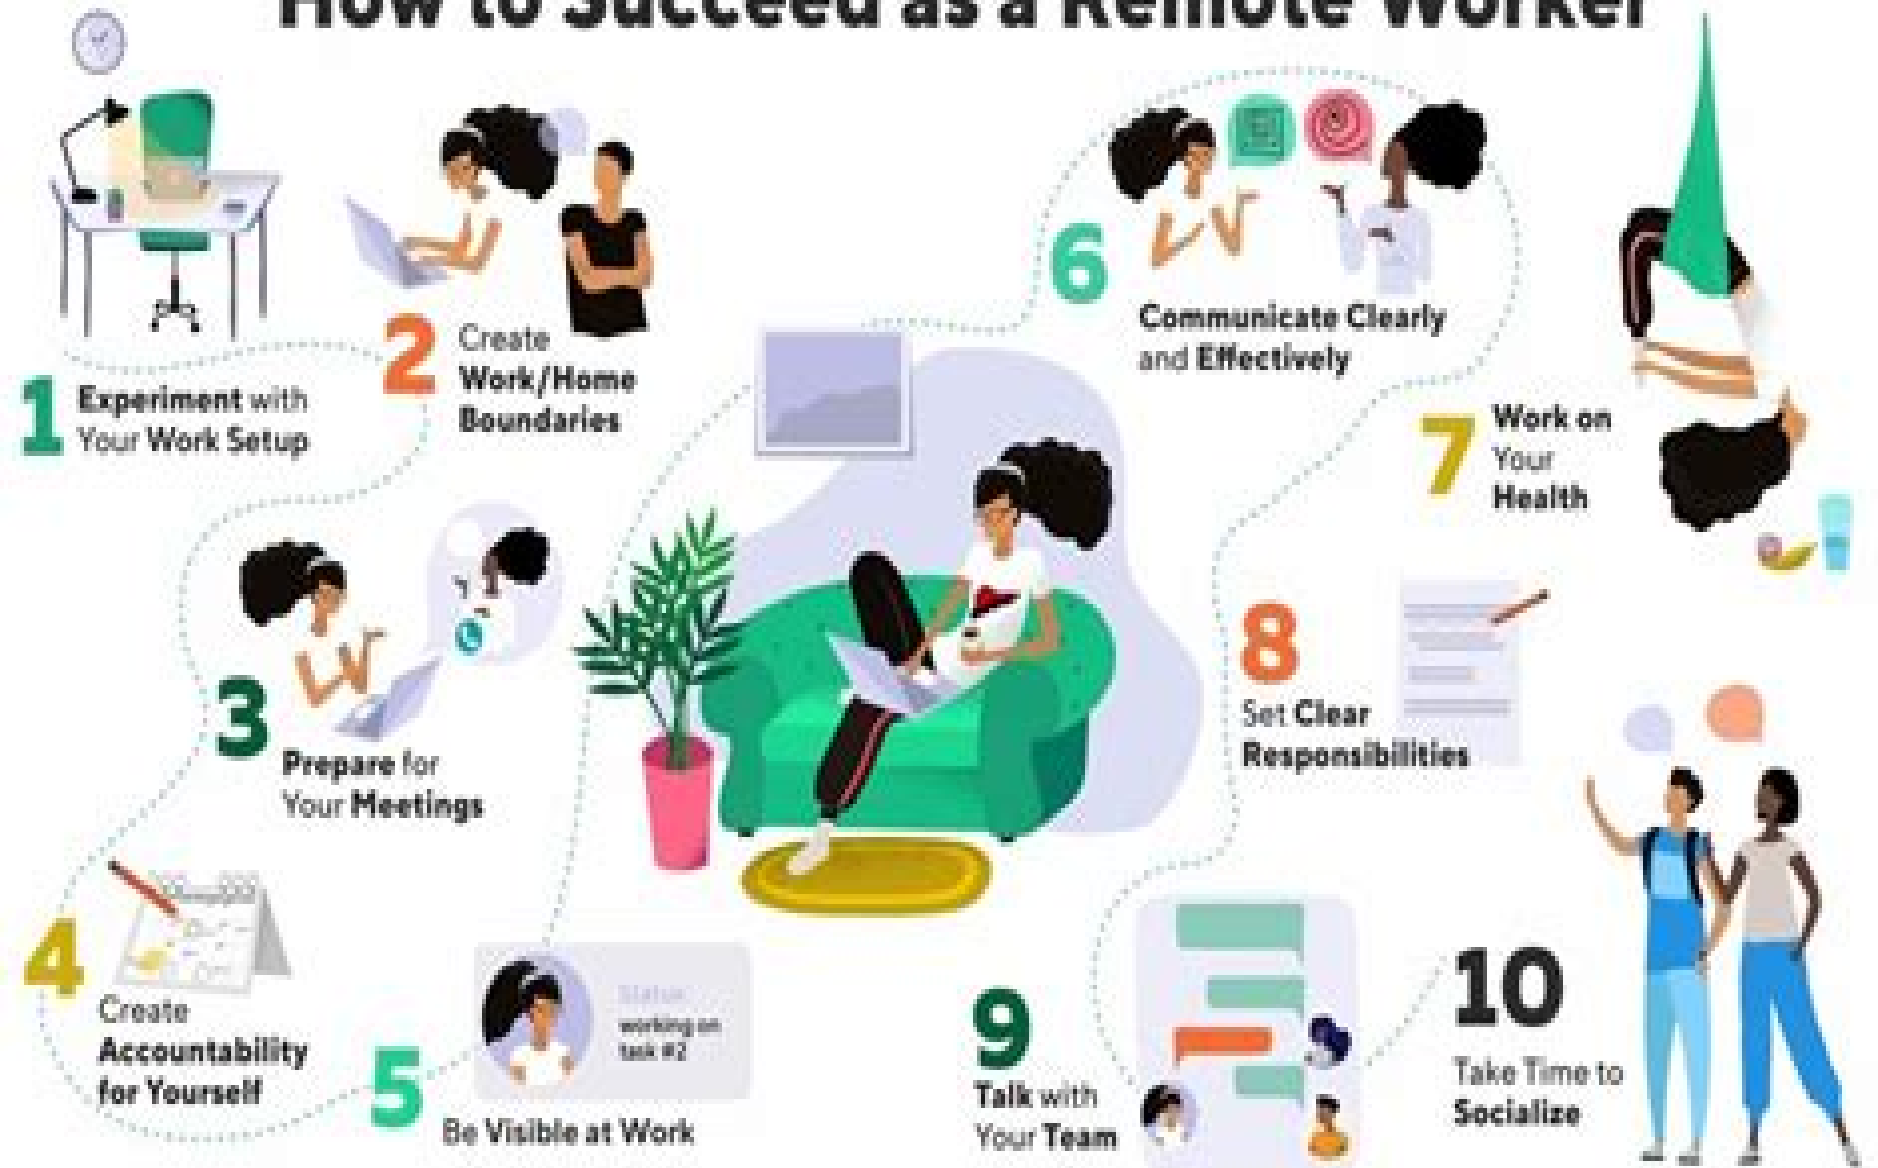 How to Succeed as a Remote Worker
1 Experiment with
Your Work Setup
2 Create
Work/Home
Boundaries
3 Prepare for
Your Meetings
4 Create
Accountability
for Yourself
5 Be Visible at Work
Status:
working on
task #2
6 Communicate Clearly
and Effectively
7 Work on
Your
Health
8 Set Clear
Responsibilities
9 Talk with
Your Team
10 Take Time to
Socialize